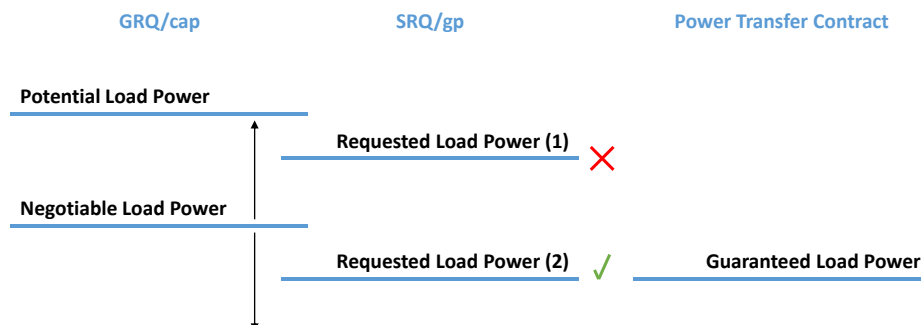 GRQ/cap SRQ/gp Power Transfer Contract
Potential Load Power
Requested Load Power (1)
Negotiable Load Power
Requested Load Power (2) Guaranteed Load Power